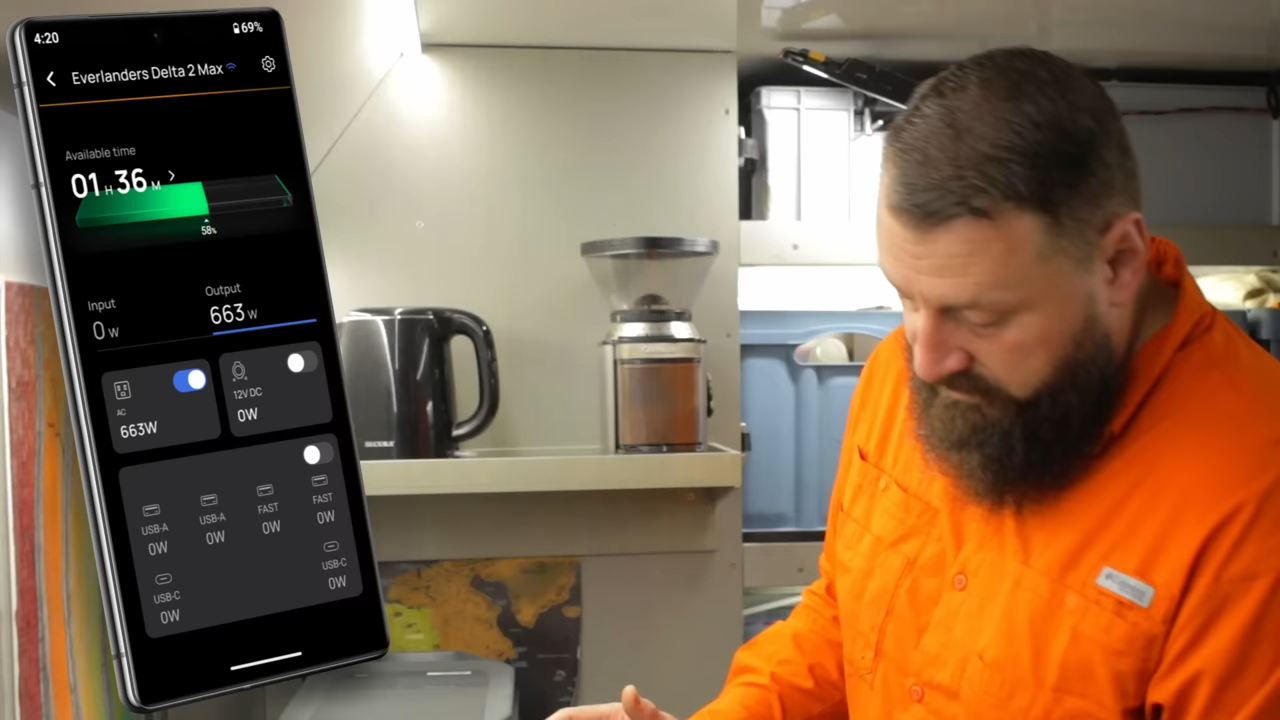 4:20
69%
Everlanders Delta 2 Max
Available time
01 H 36 M
58%
Input
Output
0 W
663 W
AC
663W
12V DC
0W
USB-A
0W
USB-A
0W
FAST
0W
FAST
0W
USB-C
0W
USB-C
0W
Columbia